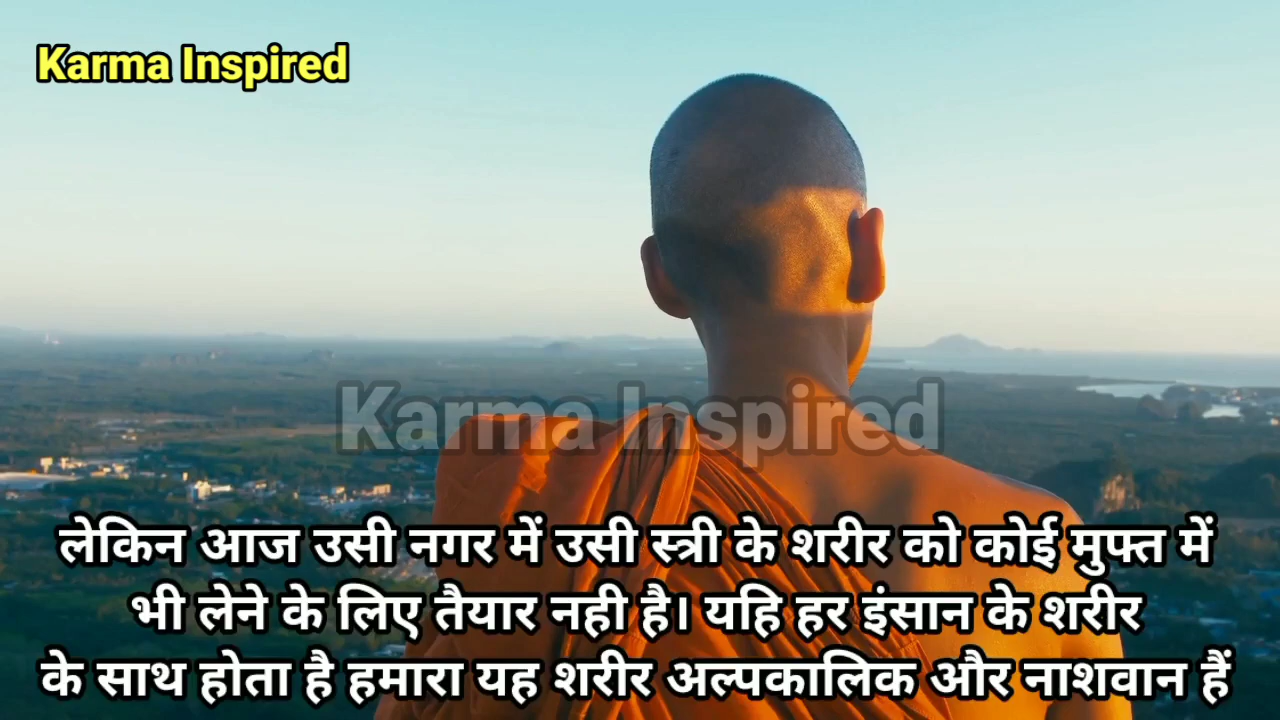 Karma Inspired
Karma Inspired
लेकिन आज उसी नगर में उसी स्त्री के शरीर को कोई मुफ्त में
भी लेने के लिए तैयार नही है। यहि हर इंसान के शरीर
के साथ होता है हमारा यह शरीर अल्पकालिक और नाशवान हैं